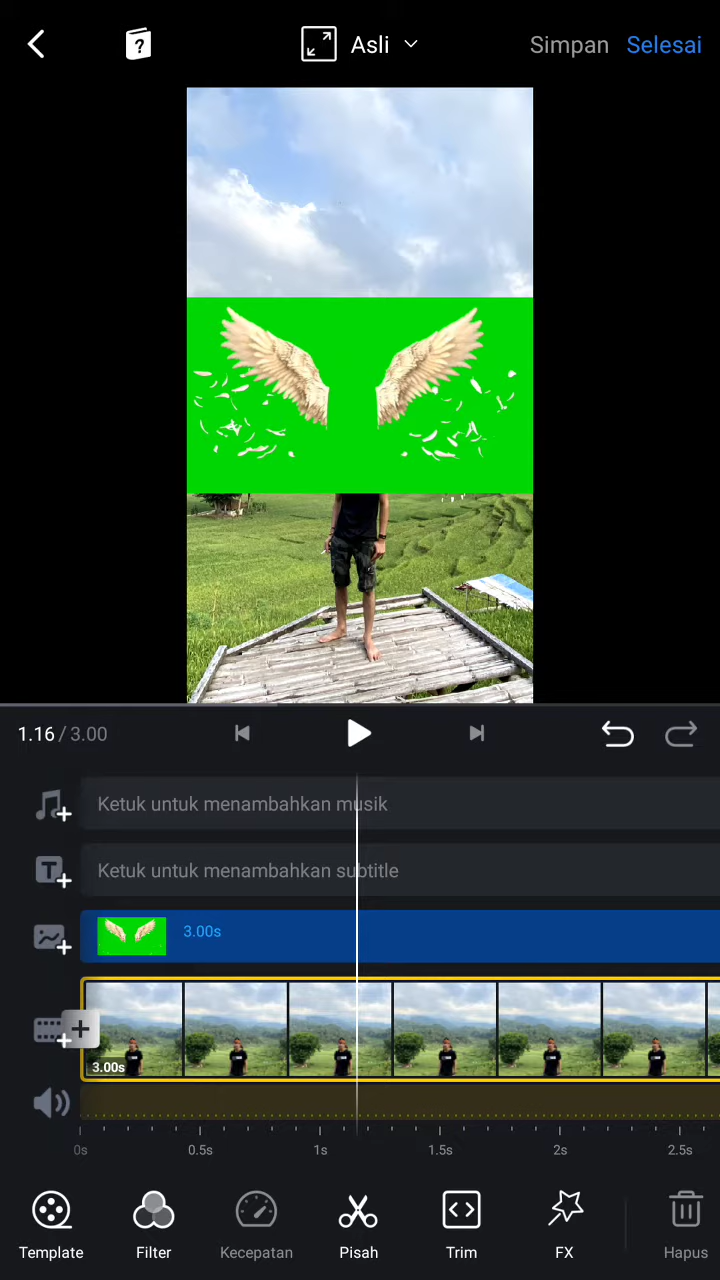 ?
Asli
Simpan
Selesai
1.16 / 3.00
Ketuk untuk menambahkan musik
T
Ketuk untuk menambahkan subtitle
3.00s
3.00s
0s 0.5s 1s 1.5s 2s 2.5s
Template Filter Kecepatan Pisah Trim FX Hapus